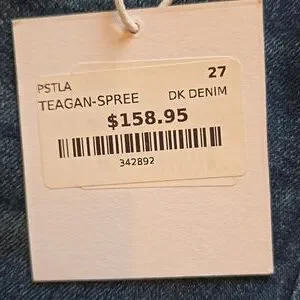 27
PSTLA
TEAGAN-SPREE DK DENIM
$158.95
342892